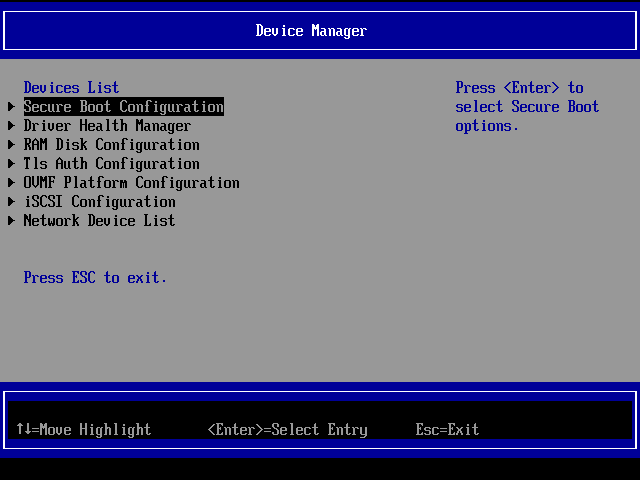 Device Manager
Devices List
Secure Boot Configuration
Driver Health Manager
RAM Disk Configuration
Tls Auth Configuration
OVMF Platform Configuration
iSCSI Configuration
Network Device List
Press ESC to exit.
Press <Enter> to
select Secure Boot
options.
↑↓=Move Highlight <Enter>=Select Entry Esc=Exit